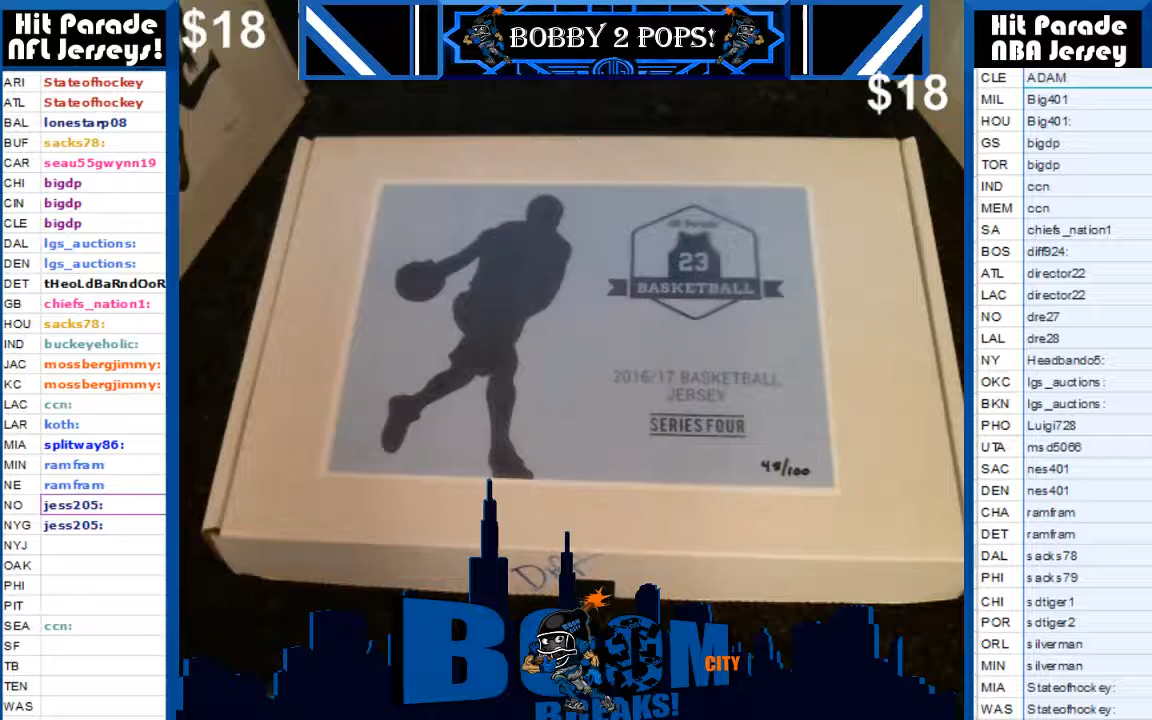 Hit Parade
NFL Jerseys!
ARI Stateofhockey
ATL Stateofhockey
BAL lonestarp08
BUF sacks78:
CAR seau55gwynn19
CHI bigdp
CIN bigdp
CLE bigdp
DAL lgs_auctions:
DEN lgs_auctions:
DET tHeoLdBaRndOoR
GB chiefs_nation1:
HOU sacks78:
IND buckeyeholic:
JAC mossbergjimmy:
KC mossbergjimmy:
LAC ccn:
LAR koth:
MIA splitway86:
MIN ramfram
NE ramfram
NO jess205:
NYG jess205:
NYJ
OAK
PHI
PIT
SEA ccn:
SF
TB
TEN
WAS
$18
BOBBY 2 POPS!
$18
Hit Parade
23
BASKETBALL
2016/17 BASKETBALL
JERSEY
SERIES FOUR
48/100
BOOM
CITY
BREAKS!
Hit Parade
NBA Jersey
CLE ADAM
MIL Big401
HOU Big401:
GS bigdp
TOR bigdp
IND ccn
MEM ccn
SA chiefs_nation1
BOS diff924:
ATL director22
LAC director22
NO dre27
LAL dre28
NY Headbando5:
OKC lgs_auctions:
BKN lgs_auctions:
PHO Luigi728
UTA msd5066
SAC nes401
DEN nes401
CHA ramfram
DET ramfram
DAL sacks78
PHI sacks79
CHI sdtiger1
POR sdtiger2
ORL silverman
MIN silverman
MIA Stateofhockey:
WAS Stateofhockey: